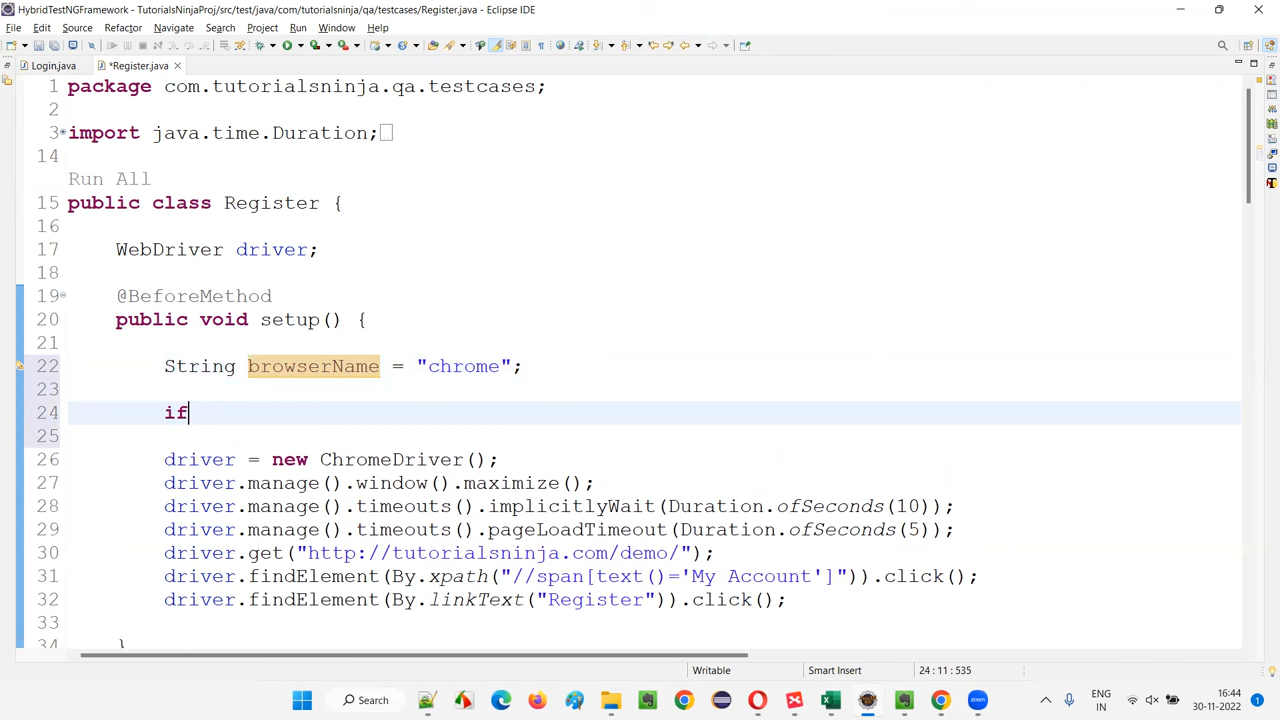 HybridTestNGFramework - TutorialsNinjaProj/src/test/java/com/tutorialsninja/qa/testcases/Register.java - Eclipse IDE
File Edit Source Refactor Navigate Search Project Run Window Help
Login.java *Register.java
1 package com.tutorialsninja.qa.testcases;
2
3 import java.time.Duration;
14
Run All
15 public class Register {
16
17 WebDriver driver;
18
19 @BeforeMethod
20 public void setup() {
21
22 String browserName = "chrome";
23
24 if
25
26 driver = new ChromeDriver();
27 driver.manage().window().maximize();
28 driver.manage().timeouts().implicitlyWait(Duration.ofSeconds(10));
29 driver.manage().timeouts().pageLoadTimeout(Duration.ofSeconds(5));
30 driver.get("http://tutorialsninja.com/demo/");
31 driver.findElement(By.xpath("//span[text()='My Account']")).click();
32 driver.findElement(By.linkText("Register")).click();
33
34 }
Writable Smart Insert 24 : 11 : 535
Search ENG 16:44
IN 30-11-2022 1